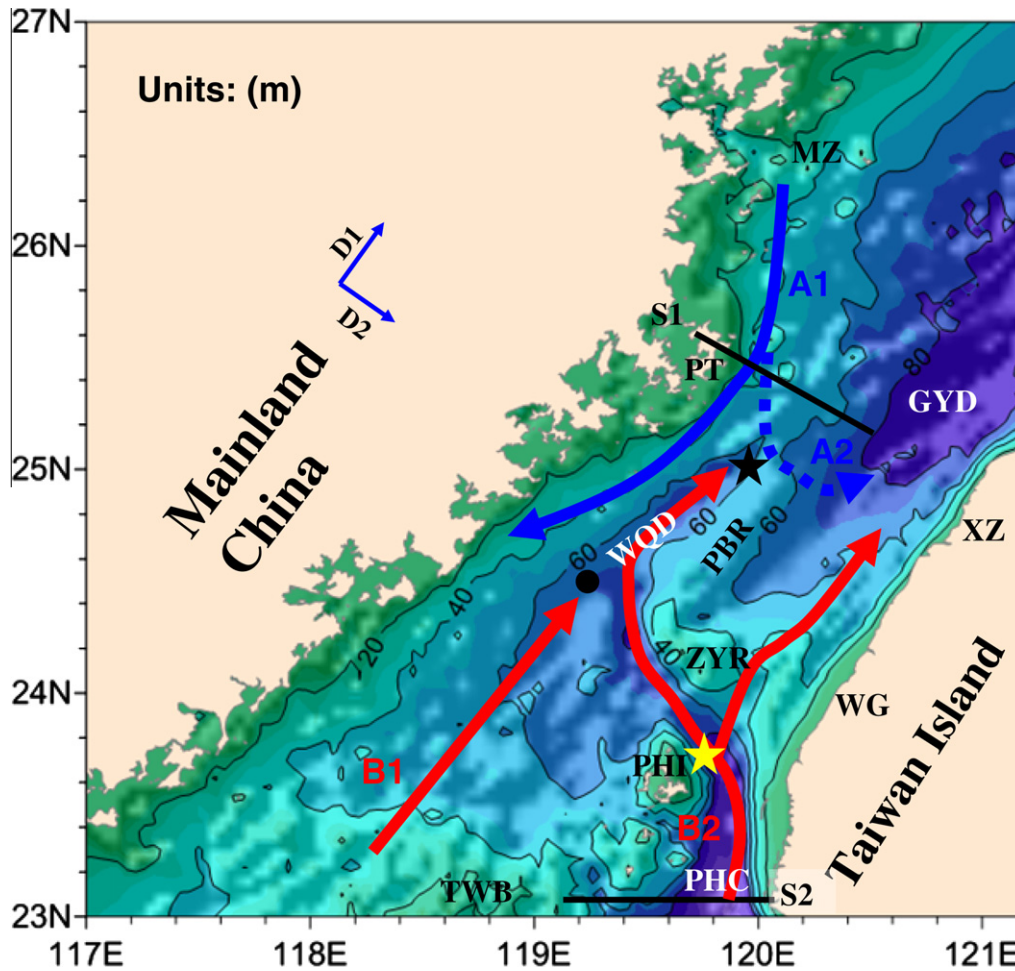 27N
Units: (m)
MZ
26N
D1
D2
A1
S1
80
PT
GYD
Mainland
China
25N
A2
WQD
60
PBR
60
XZ
60
40
20
40
ZYR
24N
WG
PHI
B1
B2
Taiwan Island
TWB
PHC
S2
23N
117E
118E
119E
120E
121E